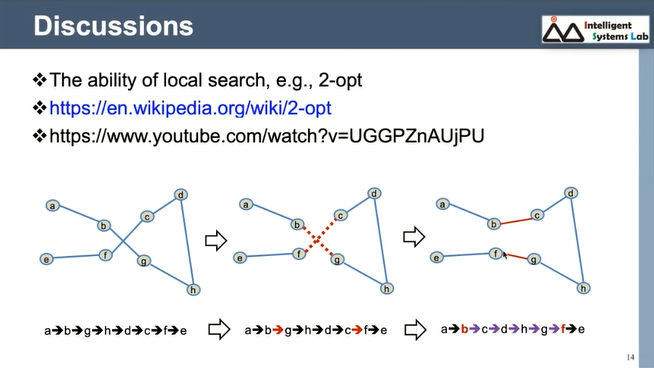 Discussions
Intelligent
Systems Lab
❖The ability of local search, e.g., 2-opt
❖https://en.wikipedia.org/wiki/2-opt
❖https://www.youtube.com/watch?v=UGGPZnAUjPU
a b c d e f g h
a b c d e f g h
a b c d e f g h
a➔b➔g➔h➔d➔c➔f➔e
a➔b➔g➔h➔d➔c➔f➔e
a➔b➔c➔d➔h➔g➔f➔e
14